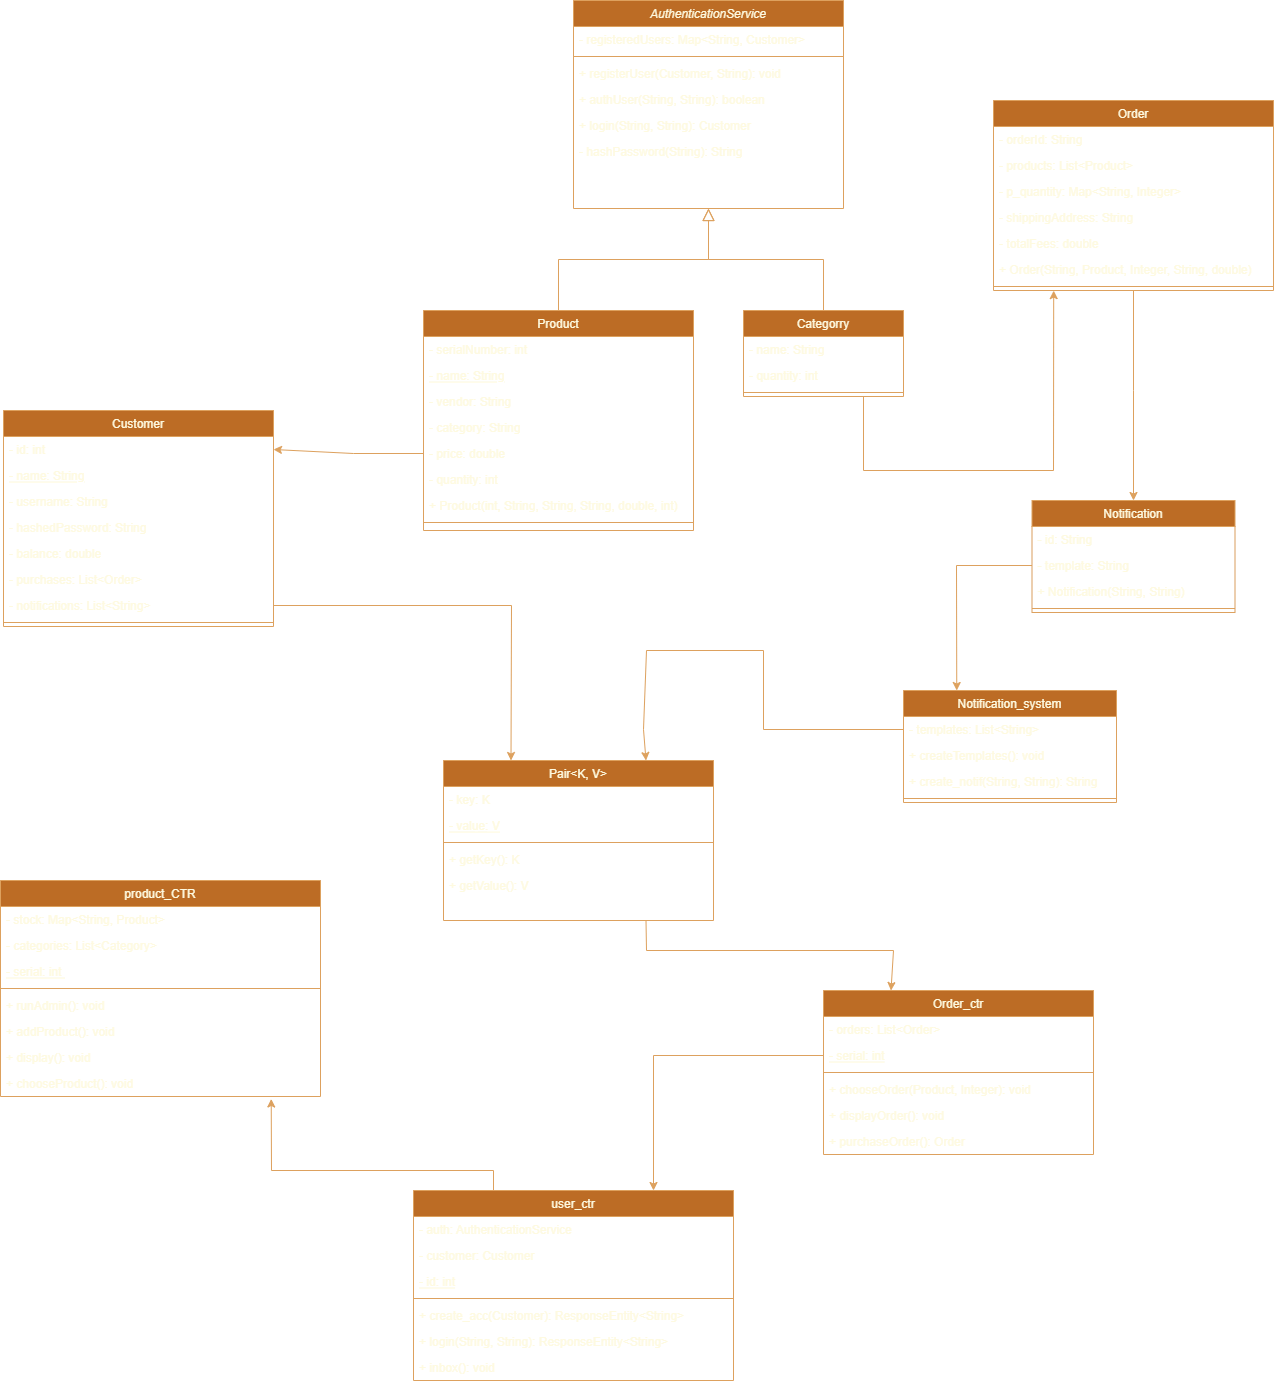 AuthenticationService
- registeredUsers: Map<String, Customer>
+ registerUser(Customer, String): void
+ authUser(String, String): boolean
+ login(String, String): Customer
- hashPassword(String): String
Order
- orderId: String
- products: List<Product>
- p_quantity: Map<String, Integer>
- shippingAddress: String
- totalFees: double
+ Order(String, Product, Integer, String, double)
Product
- serialNumber: int
- name: String
- vendor: String
- category: String
- price: double
- quantity: int
+ Product(int, String, String, String, double, int)
Categorry
- name: String
- quantity: int
Customer
- id: int
- name: String
- username: String
- hashedPassword: String
- balance: double
- purchases: List<Order>
- notifications: List<String>
Notification
- id: String
- template: String
+ Notification(String, String)
Notification_system
- templates: List<String>
+ createTemplates(): void
+ create_notif(String, String): String
Pair<K, V>
- key: K
- value: V
+ getKey(): K
+ getValue(): V
product_CTR
- stock: Map<String, Product>
- categories: List<Category>
- serial: int
- runAdmin(): void
+ addProduct(): void
+ display(): void
+ chooseProduct(): void
Order_ctr
- orders: List<Order>
- serial: int
+ chooseOrder(Product, Integer): void
+ displayOrder(): void
+ purchaseOrder(): Order
user_ctr
- auth: AuthenticationService
- customer: Customer
- id: int
+ create_acc(Customer): ResponseEntity<String>
+ login(String, String): ResponseEntity<String>
+ inbox(): void